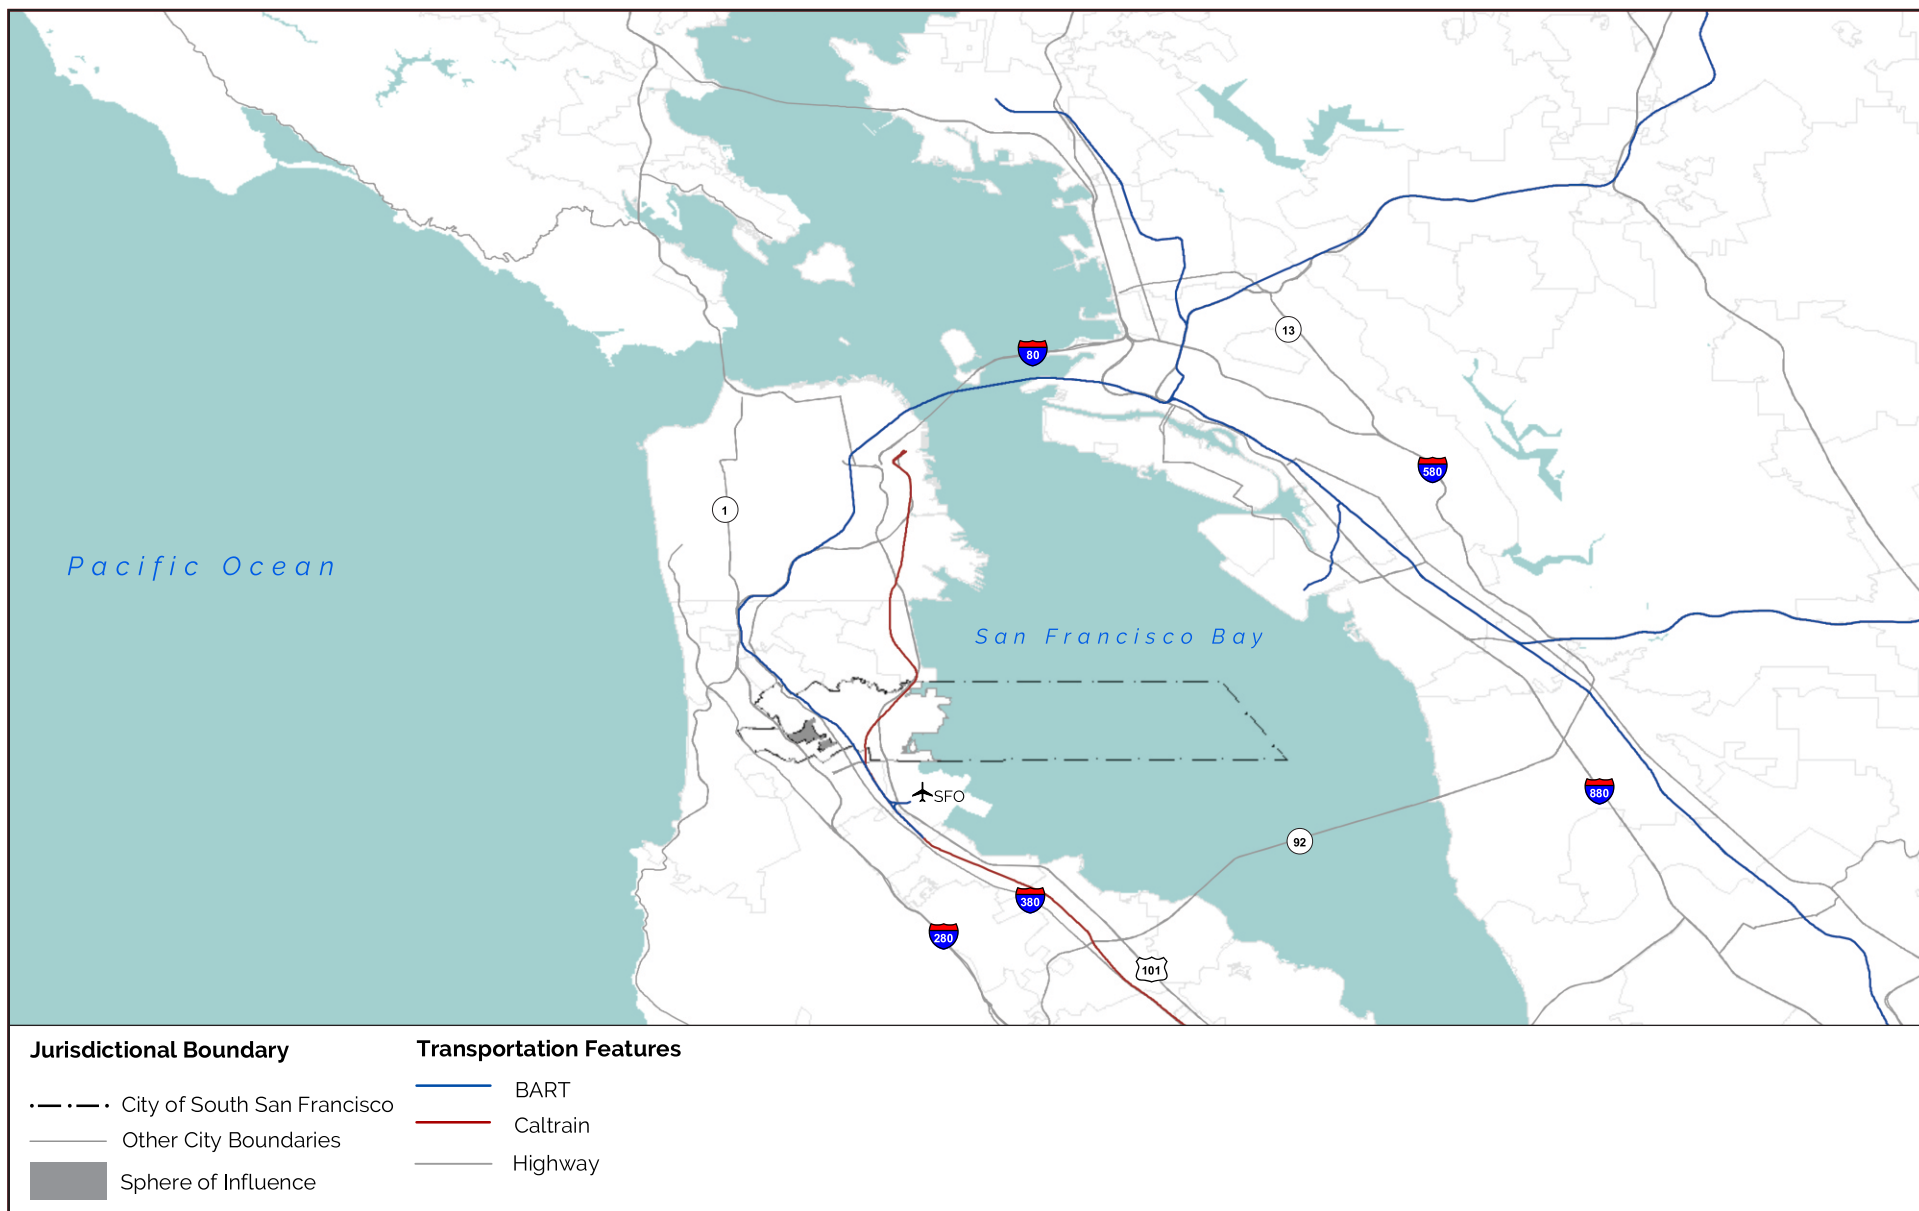 80
13
580
1
Pacific Ocean
San Francisco Bay
SFO
880
92
380
280
101
Jurisdictional Boundary
City of South San Francisco
Other City Boundaries
Sphere of Influence
Transportation Features
BART
Caltrain
Highway